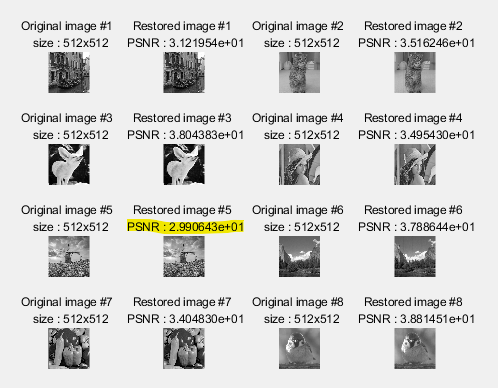 Original image #1
size : 512x512
Restored image #1
PSNR : 3.121954e+01
Original image #2
size : 512x512
Restored image #2
PSNR : 3.516246e+01
Original image #3
size : 512x512
Restored image #3
PSNR : 3.804383e+01
Original image #4
size : 512x512
Restored image #4
PSNR : 3.495430e+01
Original image #5
size : 512x512
Restored image #5
PSNR : 2.990643e+01
Original image #6
size : 512x512
Restored image #6
PSNR : 3.788644e+01
Original image #7
size : 512x512
Restored image #7
PSNR : 3.404830e+01
Original image #8
size : 512x512
Restored image #8
PSNR : 3.881451e+01